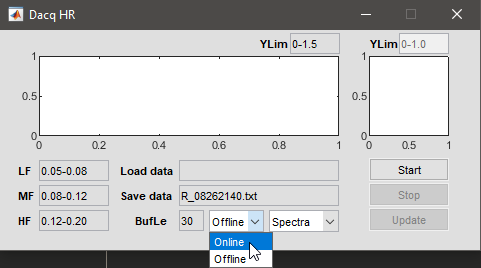 Dacq HR
YLim 0-1.5 YLim 0-1.0
1 1
0.5 0.5
0 0
0 0.2 0.4 0.6 0.8 1 0 1
LF 0.05-0.08 Load data Start
MF 0.08-0.12 Save data R_08262140.txt Stop
HF 0.12-0.20 BufLe 30 Offline Spectra Update
Online
Offline